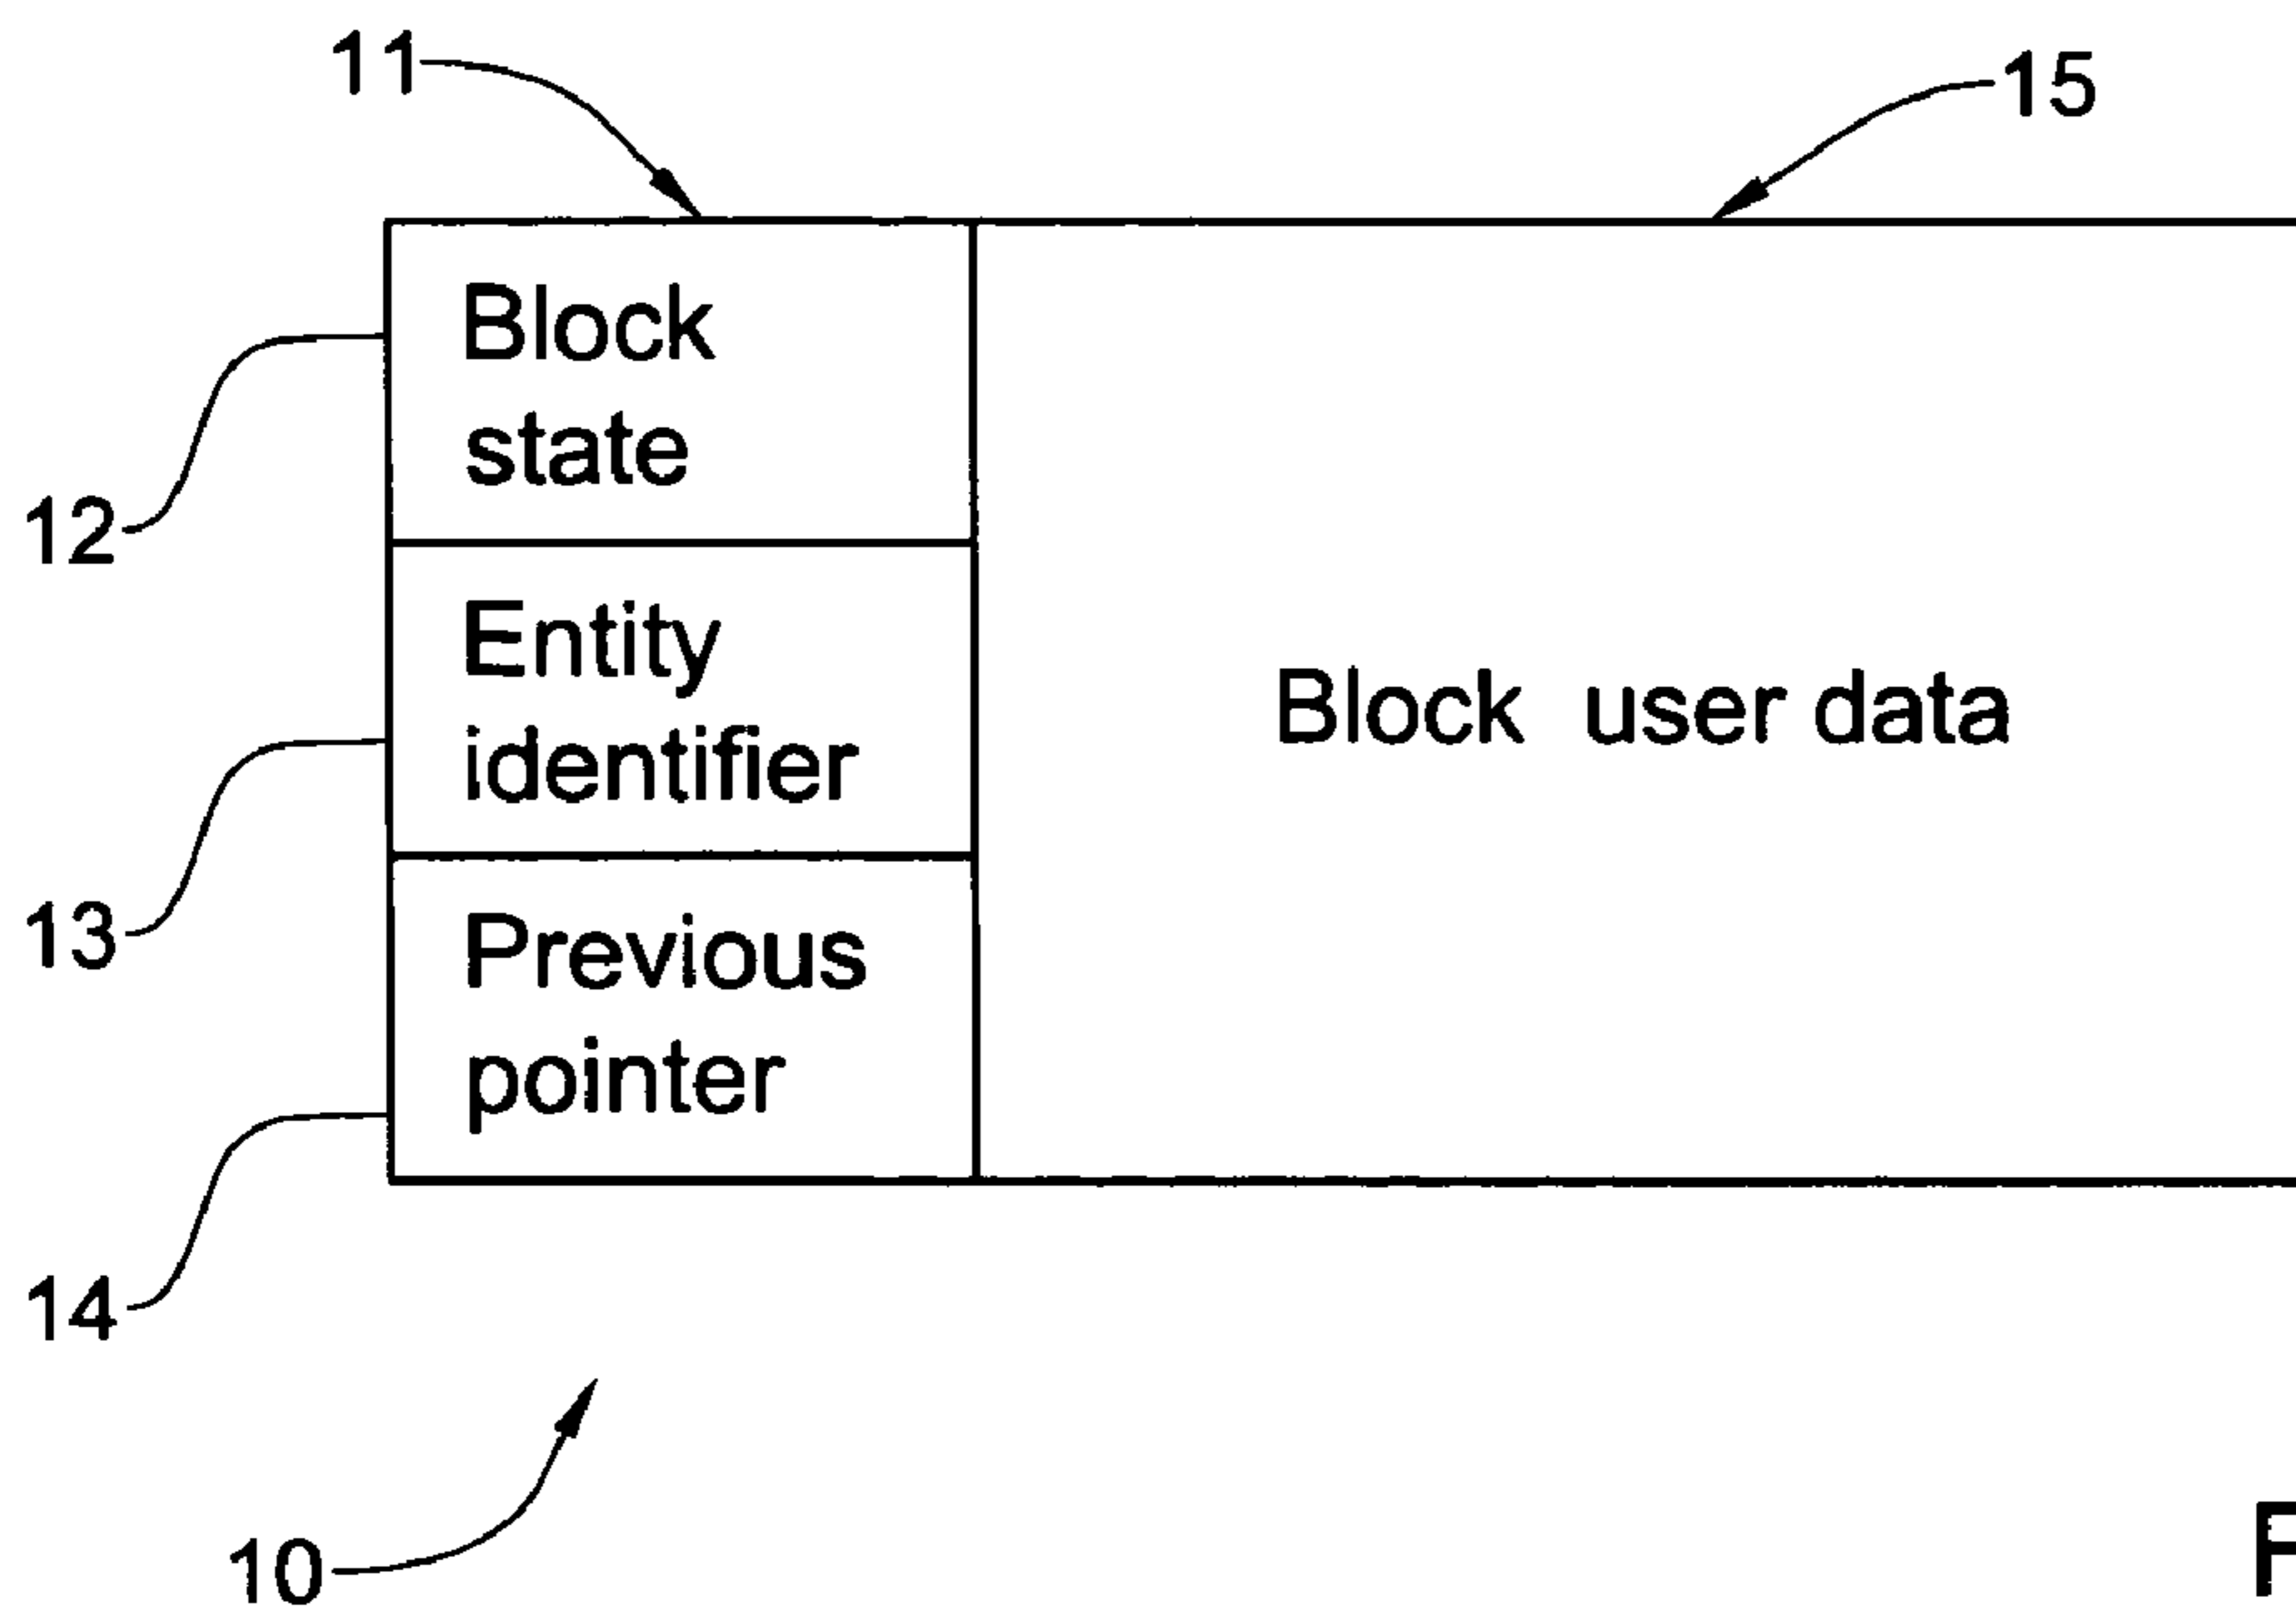 11
15
Block
state
12
Entity
identifier
Block user data
13
Previous
pointer
14
10
F